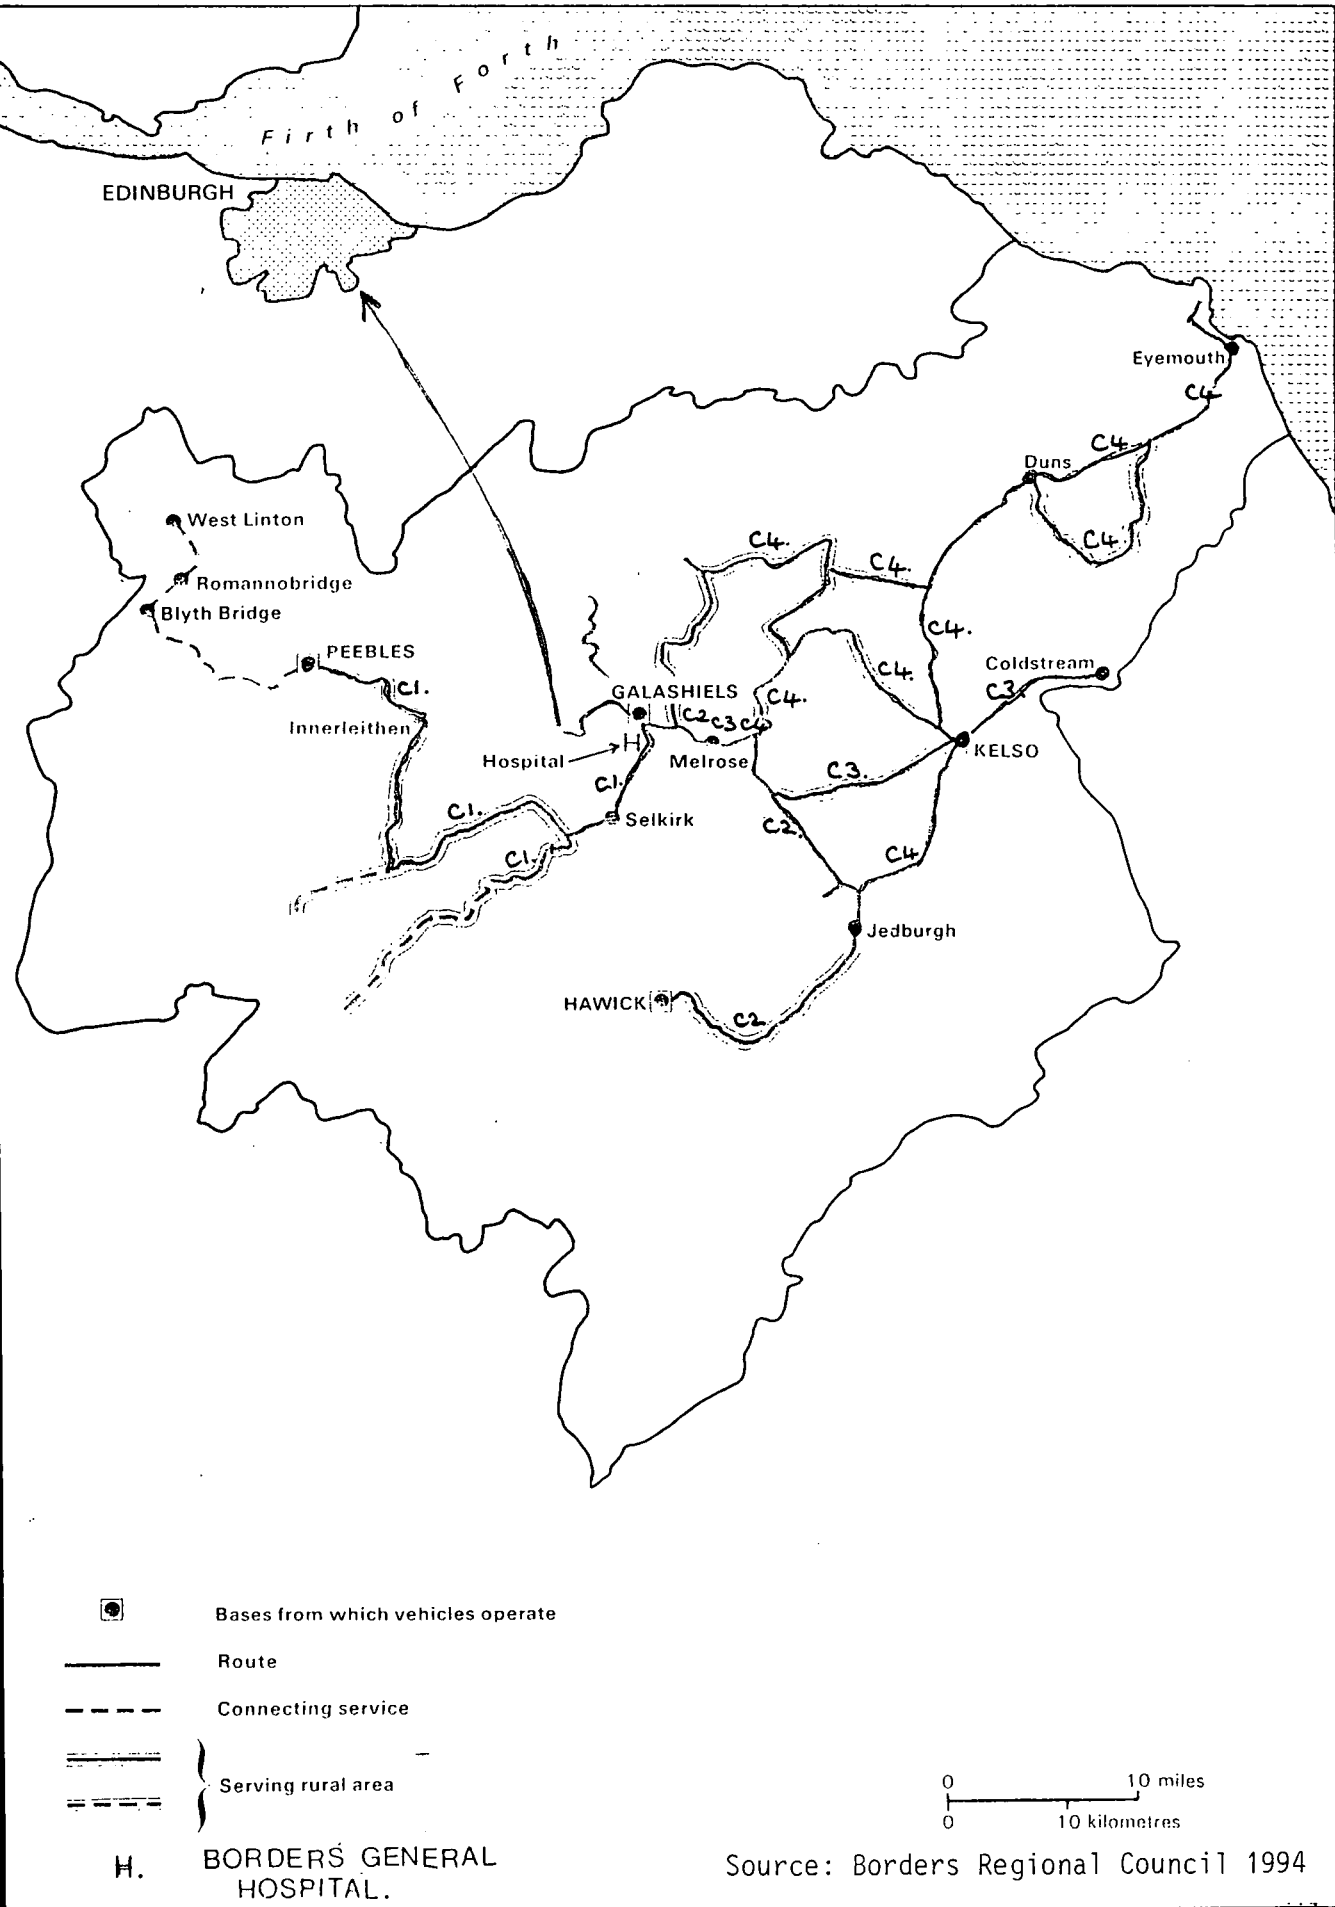 Firth of Forth
EDINBURGH
Eyemouth
C4
C4
Duns
C4
West Linton
C4.
C4.
Romannobridge
Blyth Bridge
C4.
PEEBLES
Coldstream
C4.
C1.
GALASHIELS
C4.
C3.
Innerleithen
C2
C3
C4
H
KELSO
Hospital
Melrose
C3.
C1.
C1.
Selkirk
C2.
C1.
C4
Jedburgh
HAWICK
C2
Bases from which vehicles operate
Route
Connecting service
Serving rural area
0 10 miles
0 10 kilometres
H. BORDERS GENERAL
HOSPITAL.
Source: Borders Regional Council 1994